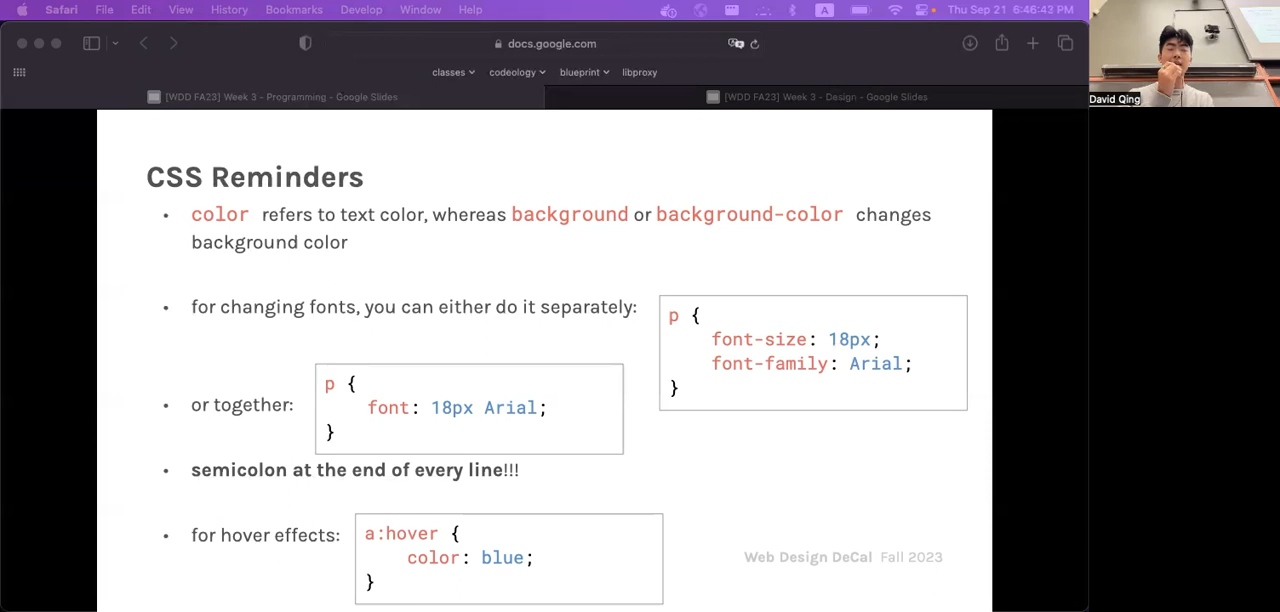 Safari File Edit View History Bookmarks Develop Window Help A Thu Sep 21 6:46:43 PM
docs.google.com
classes codeology blueprint libproxy
[WDD FA23] Week 3 - Programming - Google Slides [WDD FA23] Week 3 - Design - Google Slides
David Qing
CSS Reminders
• color refers to text color, whereas background or background-color changes
background color
• for changing fonts, you can either do it separately:
p {
font-size: 18px;
font-family: Arial;
}
• or together:
p {
font: 18px Arial;
}
• semicolon at the end of every line!!!
• for hover effects:
a:hover {
color: blue;
}
Web Design DeCal Fall 2023